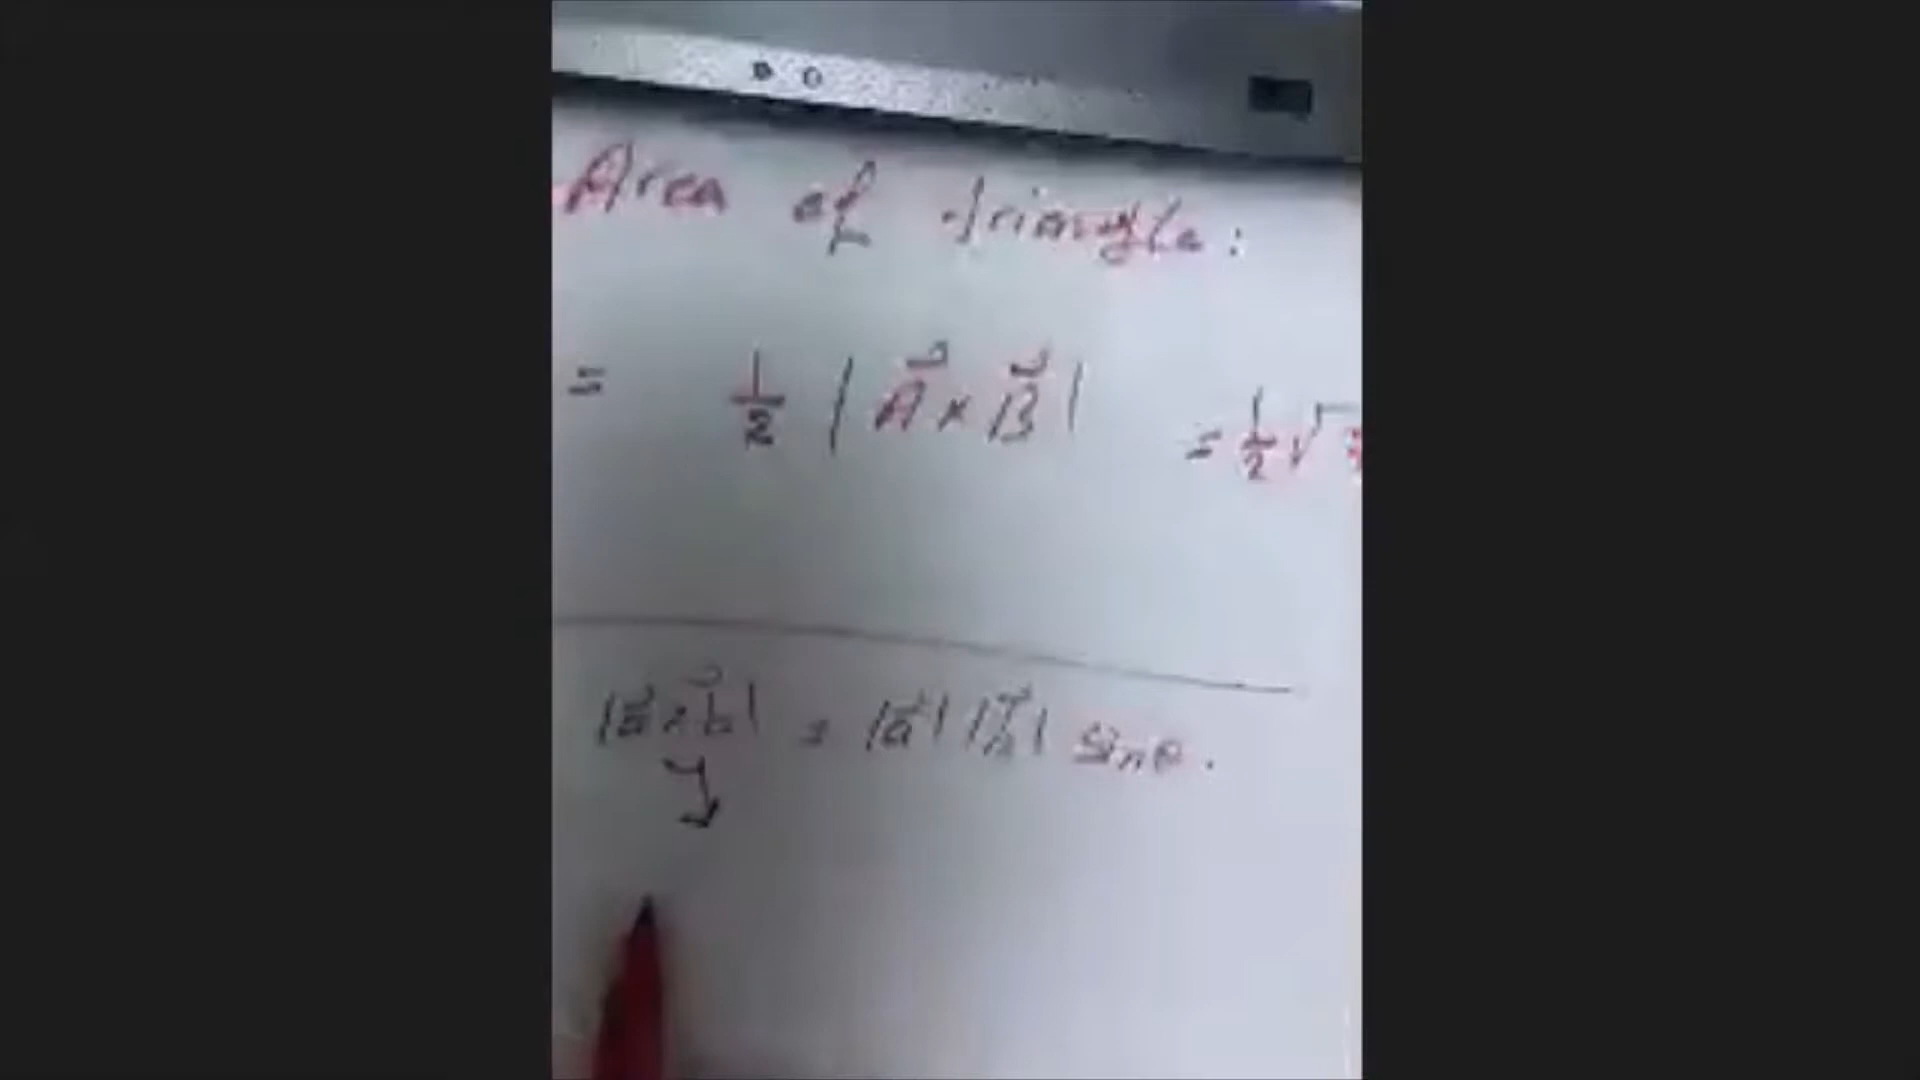 Area of triangle:
= 1/2 | A⃗ × B⃗ | = 1/2 √
|a⃗ × b⃗| = |a⃗| |b⃗| sinθ.